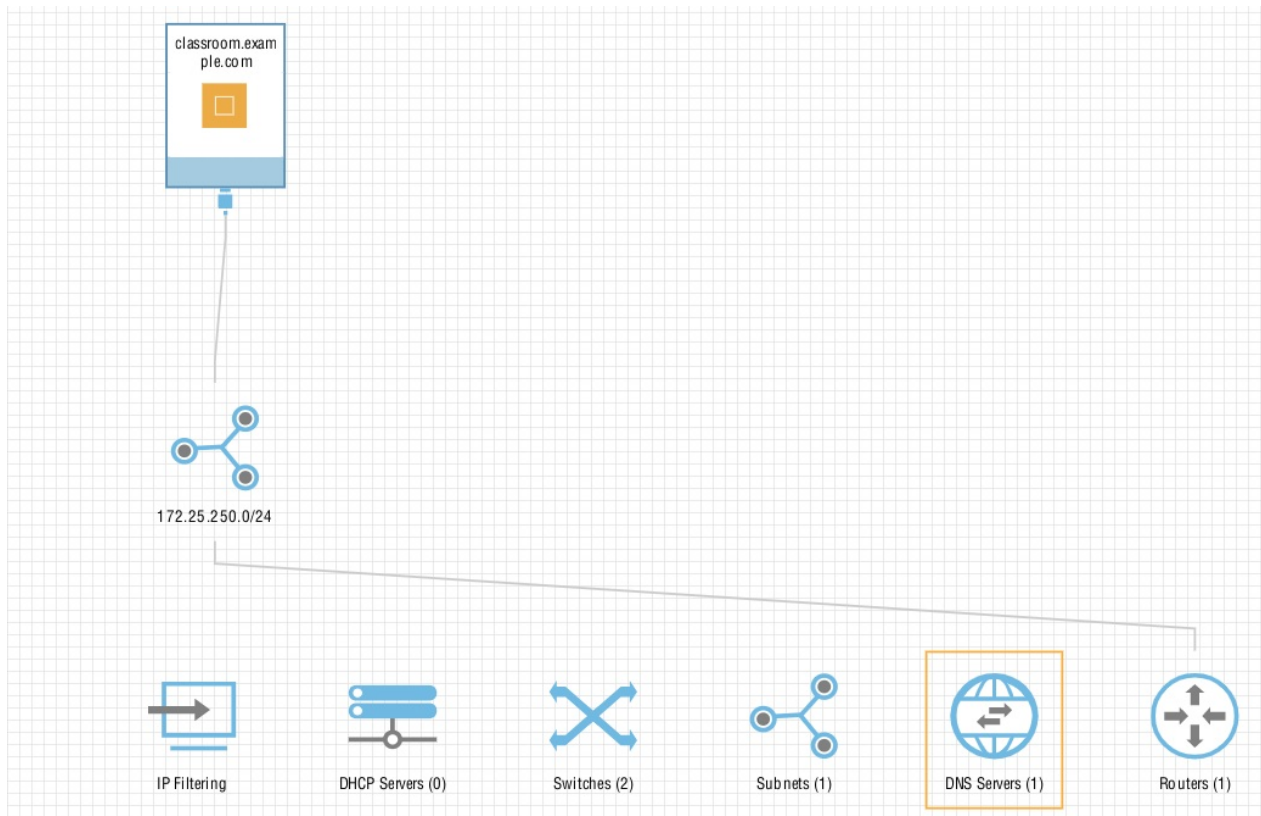 classroom.exam
ple.com
172.25.250.0/24
IP Filtering
DHCP Servers (0)
Switches (2)
Subnets (1)
DNS Servers (1)
Routers (1)